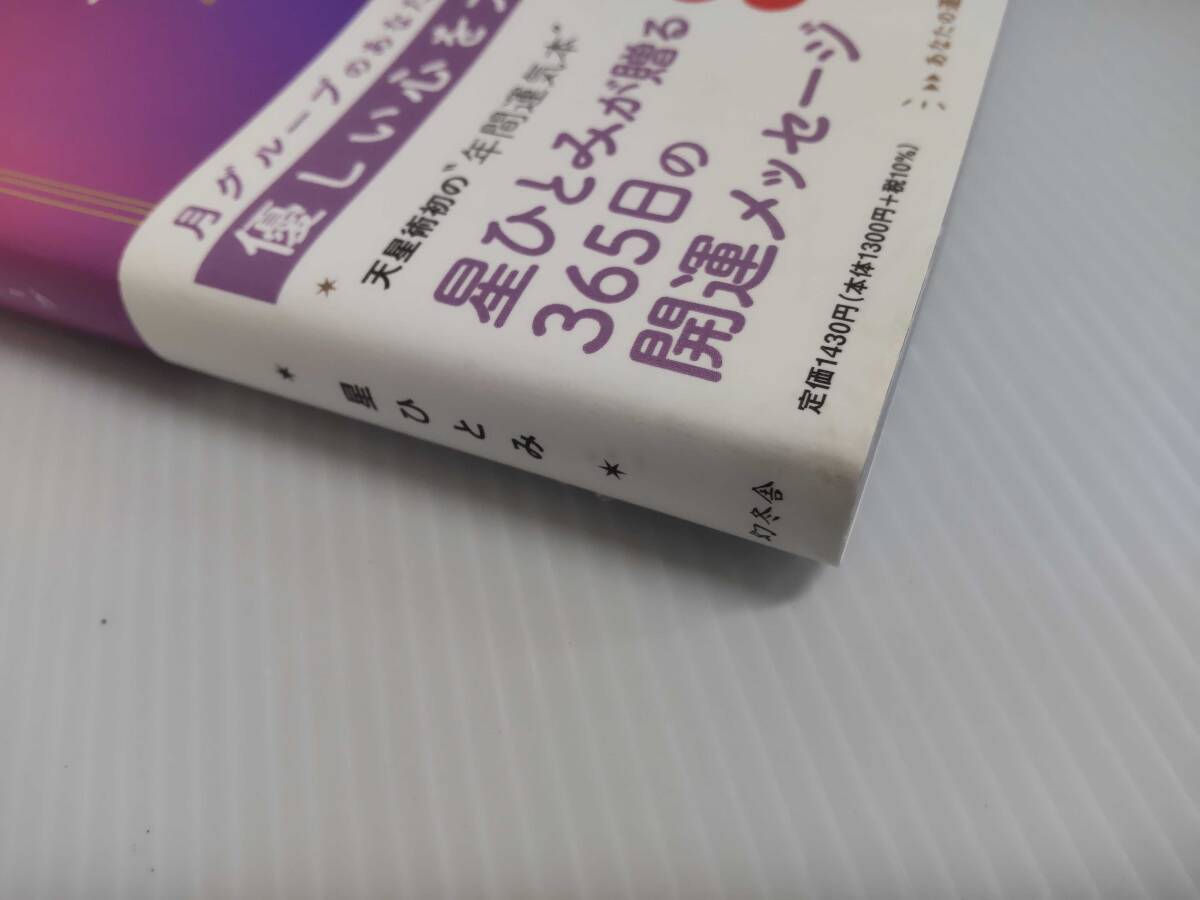 月グループのあなた
優しい心を
天星術初の〝年間運気本〟
星ひとみが贈る
365日の
開運メッセージ
定価1430円(本体1300円+税10%)
あなたの運
星ひとみ
幻冬舎